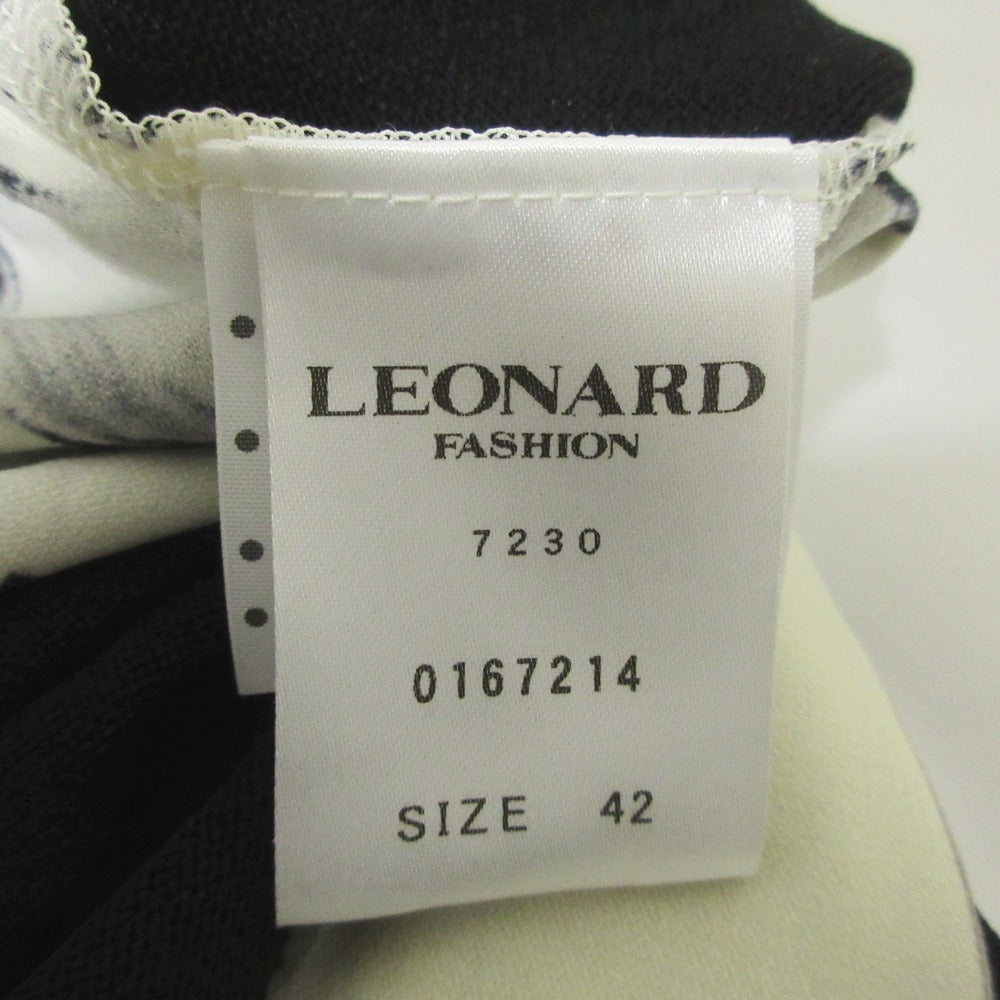 LEONARD
FASHION
7230
0167214
SIZE 42